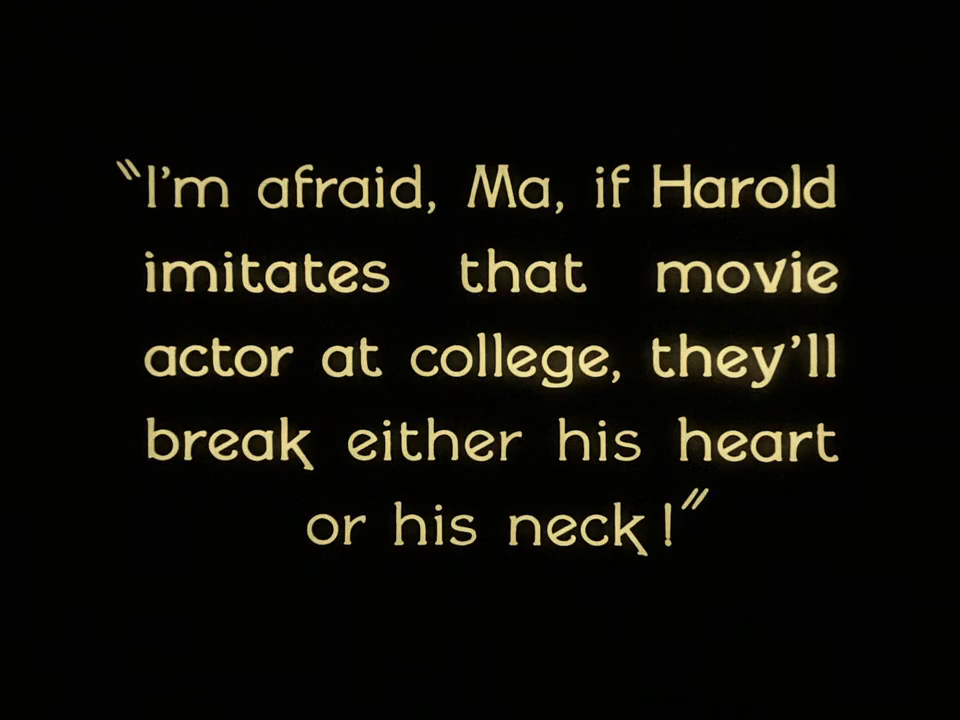 "I'm afraid, Ma, if Harold
imitates that movie
actor at college, they'll
break either his heart
or his neck!"